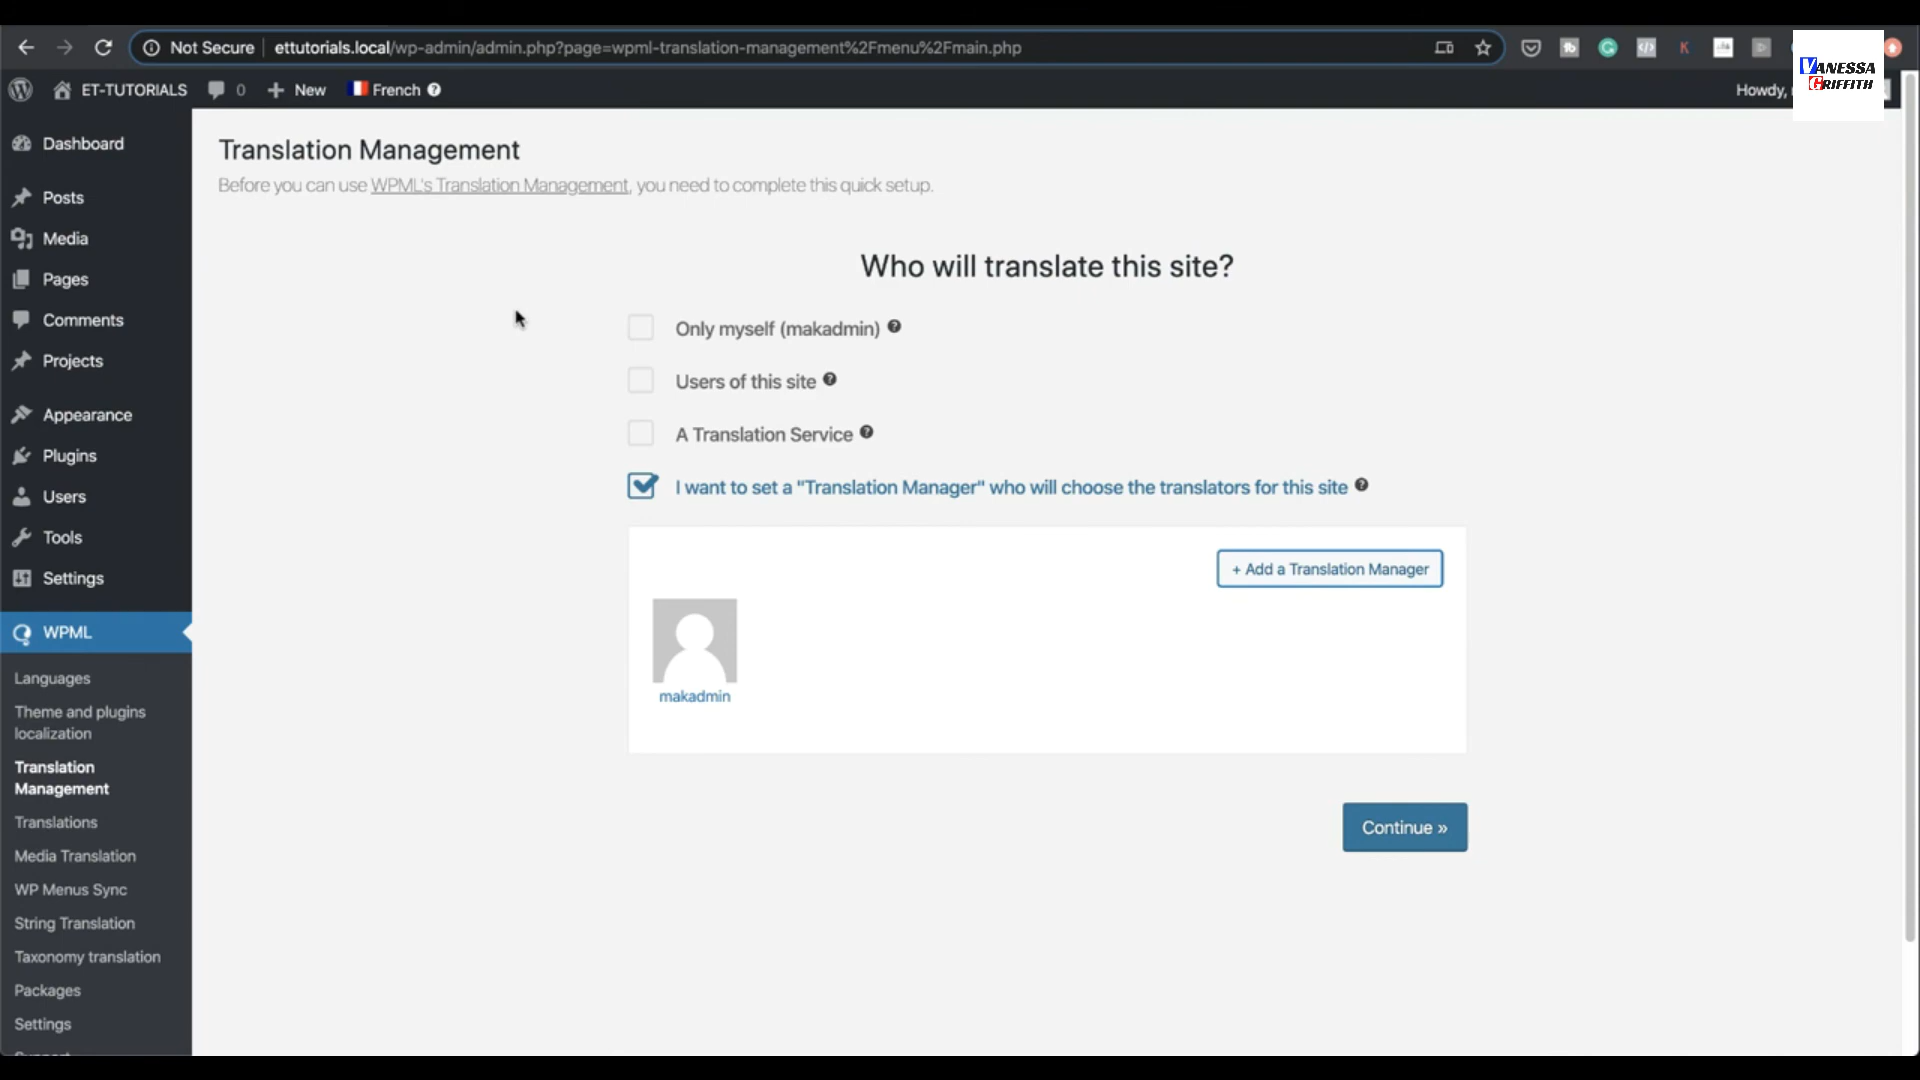 Not Secure
ettutorials.local/wp-admin/admin.php?page=wpml-translation-management%2Fmenu%2Fmain.php
K
VANESSA
GRIFFITH
ET-TUTORIALS
0
New
French
Howdy,
Dashboard
Posts
Media
Pages
Comments
Projects
Appearance
Plugins
Users
Tools
Settings
WPML
Languages
Theme and plugins
localization
Translation
Management
Translations
Media Translation
WP Menus Sync
String Translation
Taxonomy translation
Packages
Settings
Translation Management
Before you can use WPML's Translation Management, you need to complete this quick setup.
Who will translate this site?
Only myself (makadmin)
Users of this site
A Translation Service
I want to set a "Translation Manager" who will choose the translators for this site
+ Add a Translation Manager
makadmin
Continue »